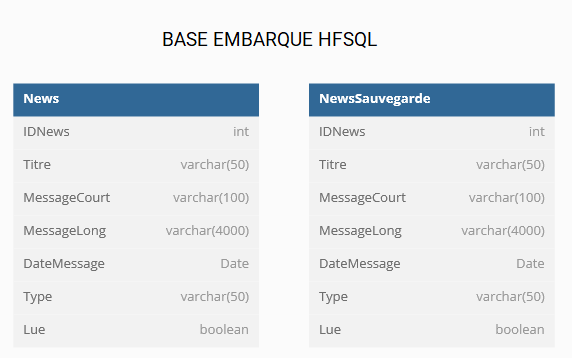 BASE EMBARQUE HFSQL
News
IDNews int
Titre varchar(50)
MessageCourt varchar(100)
MessageLong varchar(4000)
DateMessage Date
Type varchar(50)
Lue boolean
NewsSauvegarde
IDNews int
Titre varchar(50)
MessageCourt varchar(100)
MessageLong varchar(4000)
DateMessage Date
Type varchar(50)
Lue boolean